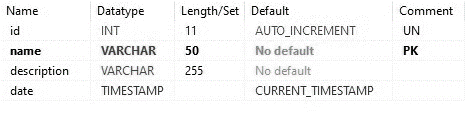 Name Datatype Length/Set Default Comment
id INT 11 AUTO_INCREMENT UN
name VARCHAR 50 No default PK
description VARCHAR 255 No default
date TIMESTAMP CURRENT_TIMESTAMP